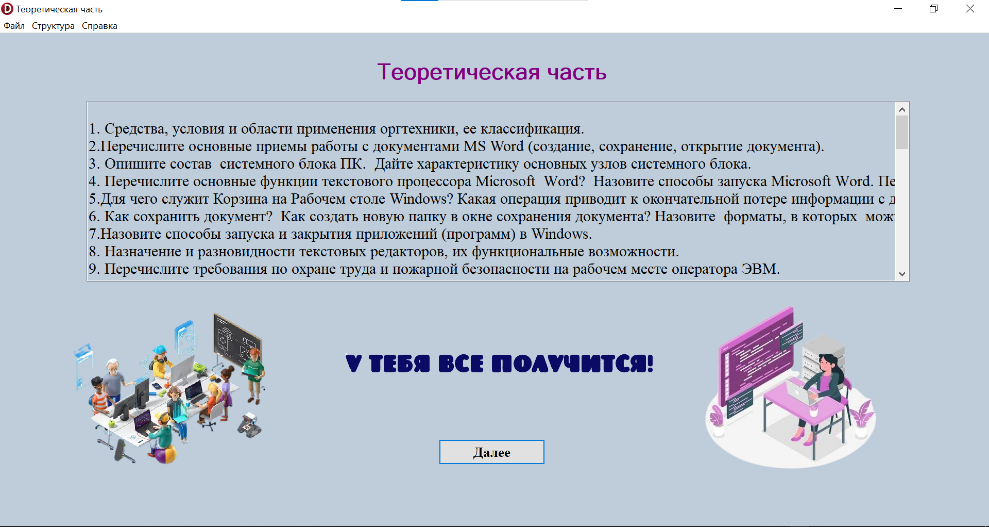 Теоретическая часть
Файл Структура Справка
Теоретическая часть
1. Средства, условия и области применения оргтехники, ее классификация.
2.Перечислите основные приемы работы с документами MS Word (создание, сохранение, открытие документа).
3. Опишите состав  системного блока ПК.  Дайте характеристику основных узлов системного блока.
4. Перечислите основные функции текстового процессора Microsoft  Word?  Назовите способы запуска Microsoft Word. Пе
5.Для чего служит Корзина на Рабочем столе Windows? Какая операция приводит к окончательной потере информации с д
6. Как сохранить документ?  Как создать новую папку в окне сохранения документа? Назовите  форматы, в которых  мож
7.Назовите способы запуска и закрытия приложений (программ) в Windows.
8. Назначение и разновидности текстовых редакторов, их функциональные возможности.
9. Перечислите требования по охране труда и пожарной безопасности на рабочем месте оператора ЭВМ.
У ТЕБЯ ВСЕ ПОЛУЧИТСЯ!
Далее